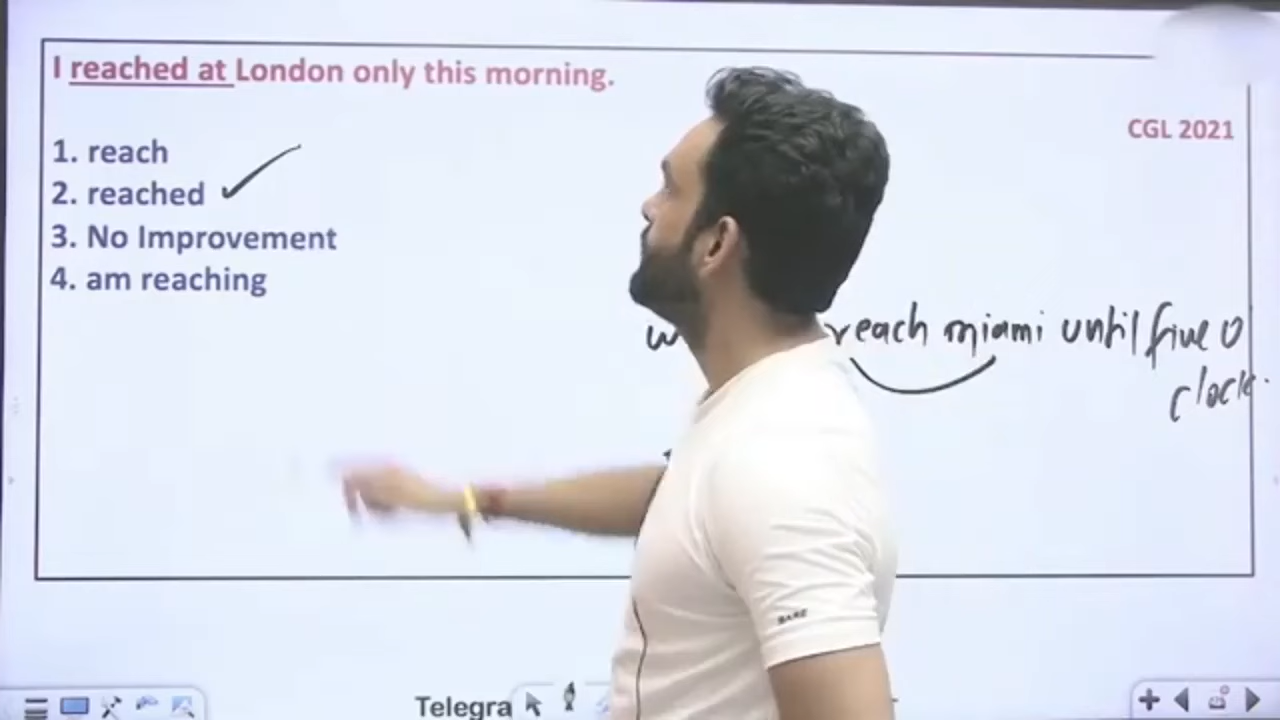 I reached at London only this morning.
CGL 2021
1. reach
2. reached
3. No Improvement
4. am reaching
reach miami until five o
clock.
BARE
Telegra